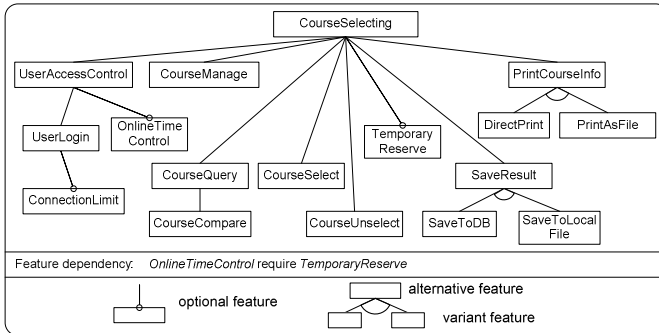 CourseSelecting
UserAccessControl
CourseManage
PrintCourseInfo
UserLogin
OnlineTime
Control
Temporary
Reserve
DirectPrint
PrintAsFile
ConnectionLimit
CourseQuery
CourseSelect
SaveResult
CourseCompare
CourseUnselect
SaveToDB
SaveToLocal
File
Feature dependency: OnlineTimeControl require TemporaryReserve
optional feature
alternative feature
variant feature